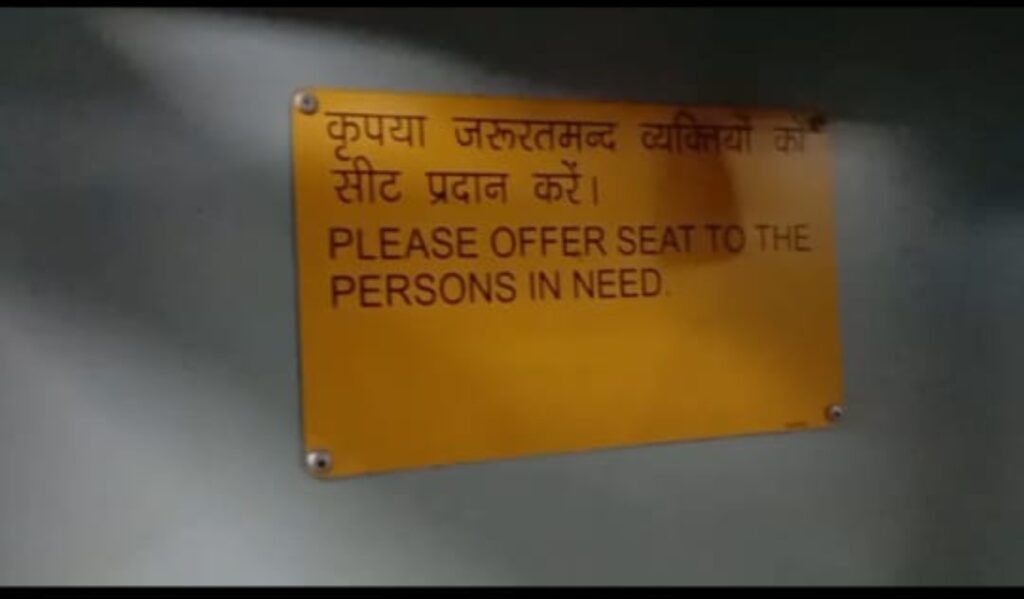 कृपया जरूरतमन्द व्यक्तियों को
सीट प्रदान करें।
PLEASE OFFER SEAT TO THE
PERSONS IN NEED.